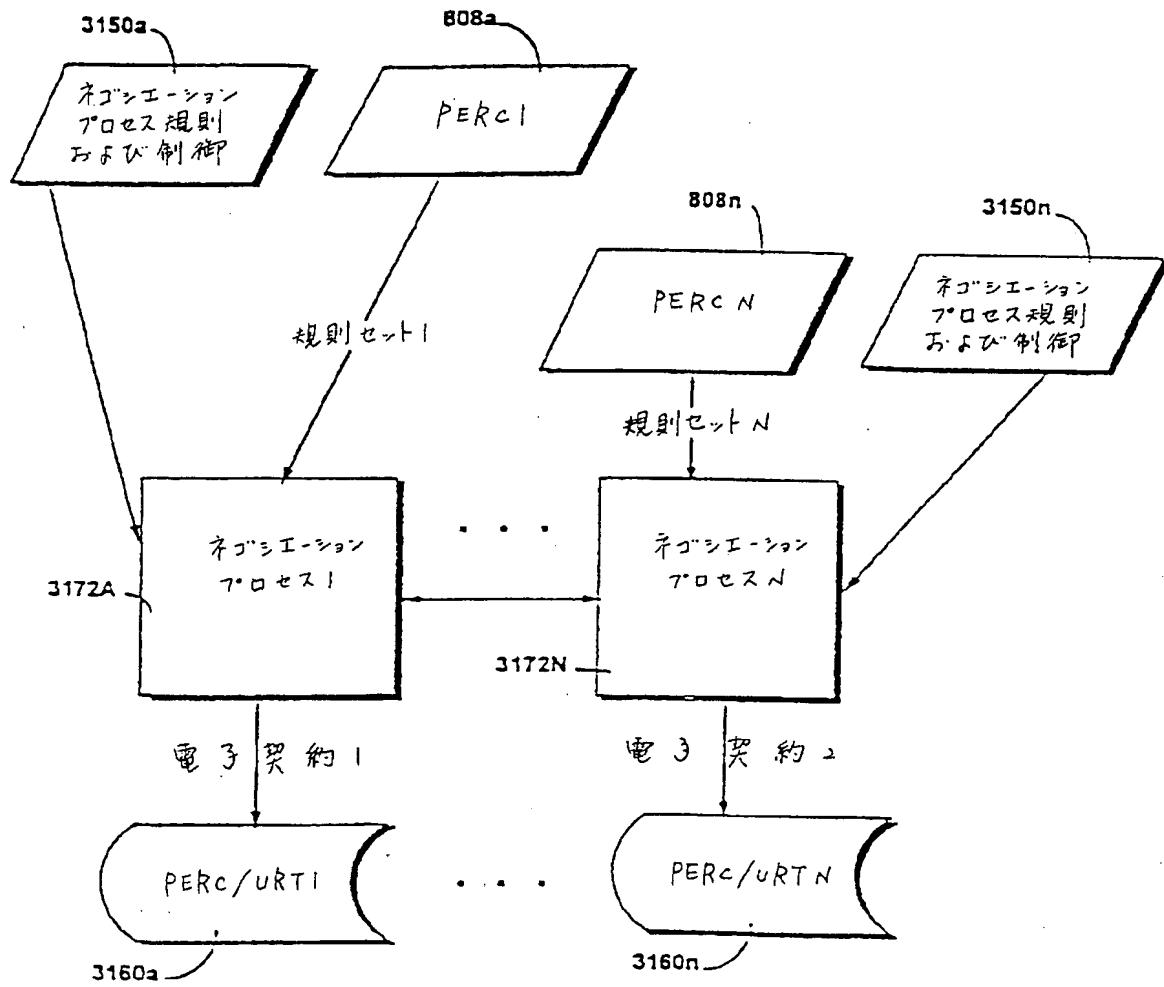 3150a
808a
ネゴシエーション
プロセス規則
および制御
PERC1
808n
3150n
PERC N
ネゴシエーション
プロセス規則
および制御
規則セット1
規則セットN
ネゴシエーション
プロセス1
ネゴシエーション
プロセスN
3172A
3172N
電子契約1
電子契約2
PERC/URT1
PERC/URTN
3160a
3160n